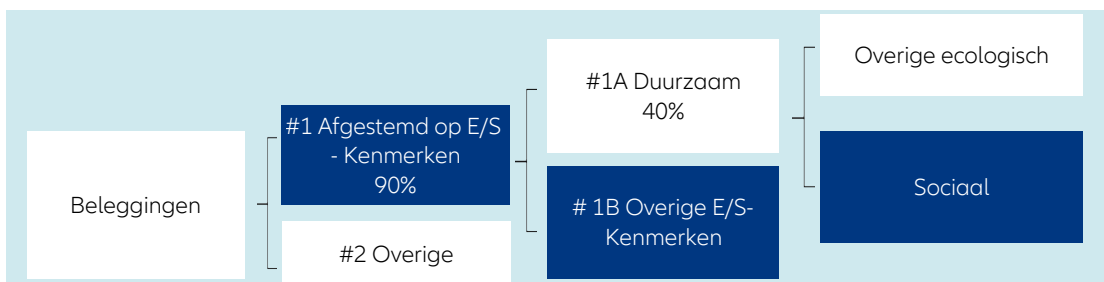 Beleggingen
#1 Afgestemd op E/S
- Kenmerken
90%
#2 Overige
#1A Duurzaam
40%
# 1B Overige E/S-
Kenmerken
Overige ecologisch
Sociaal